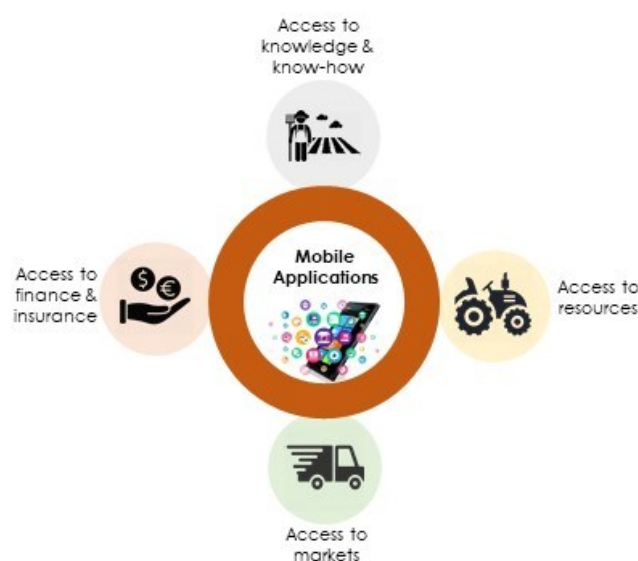 Access to
knowledge &
know-how
Mobile
Applications
$
€
Access to
finance &
insurance
Access to
resources
Access to
markets